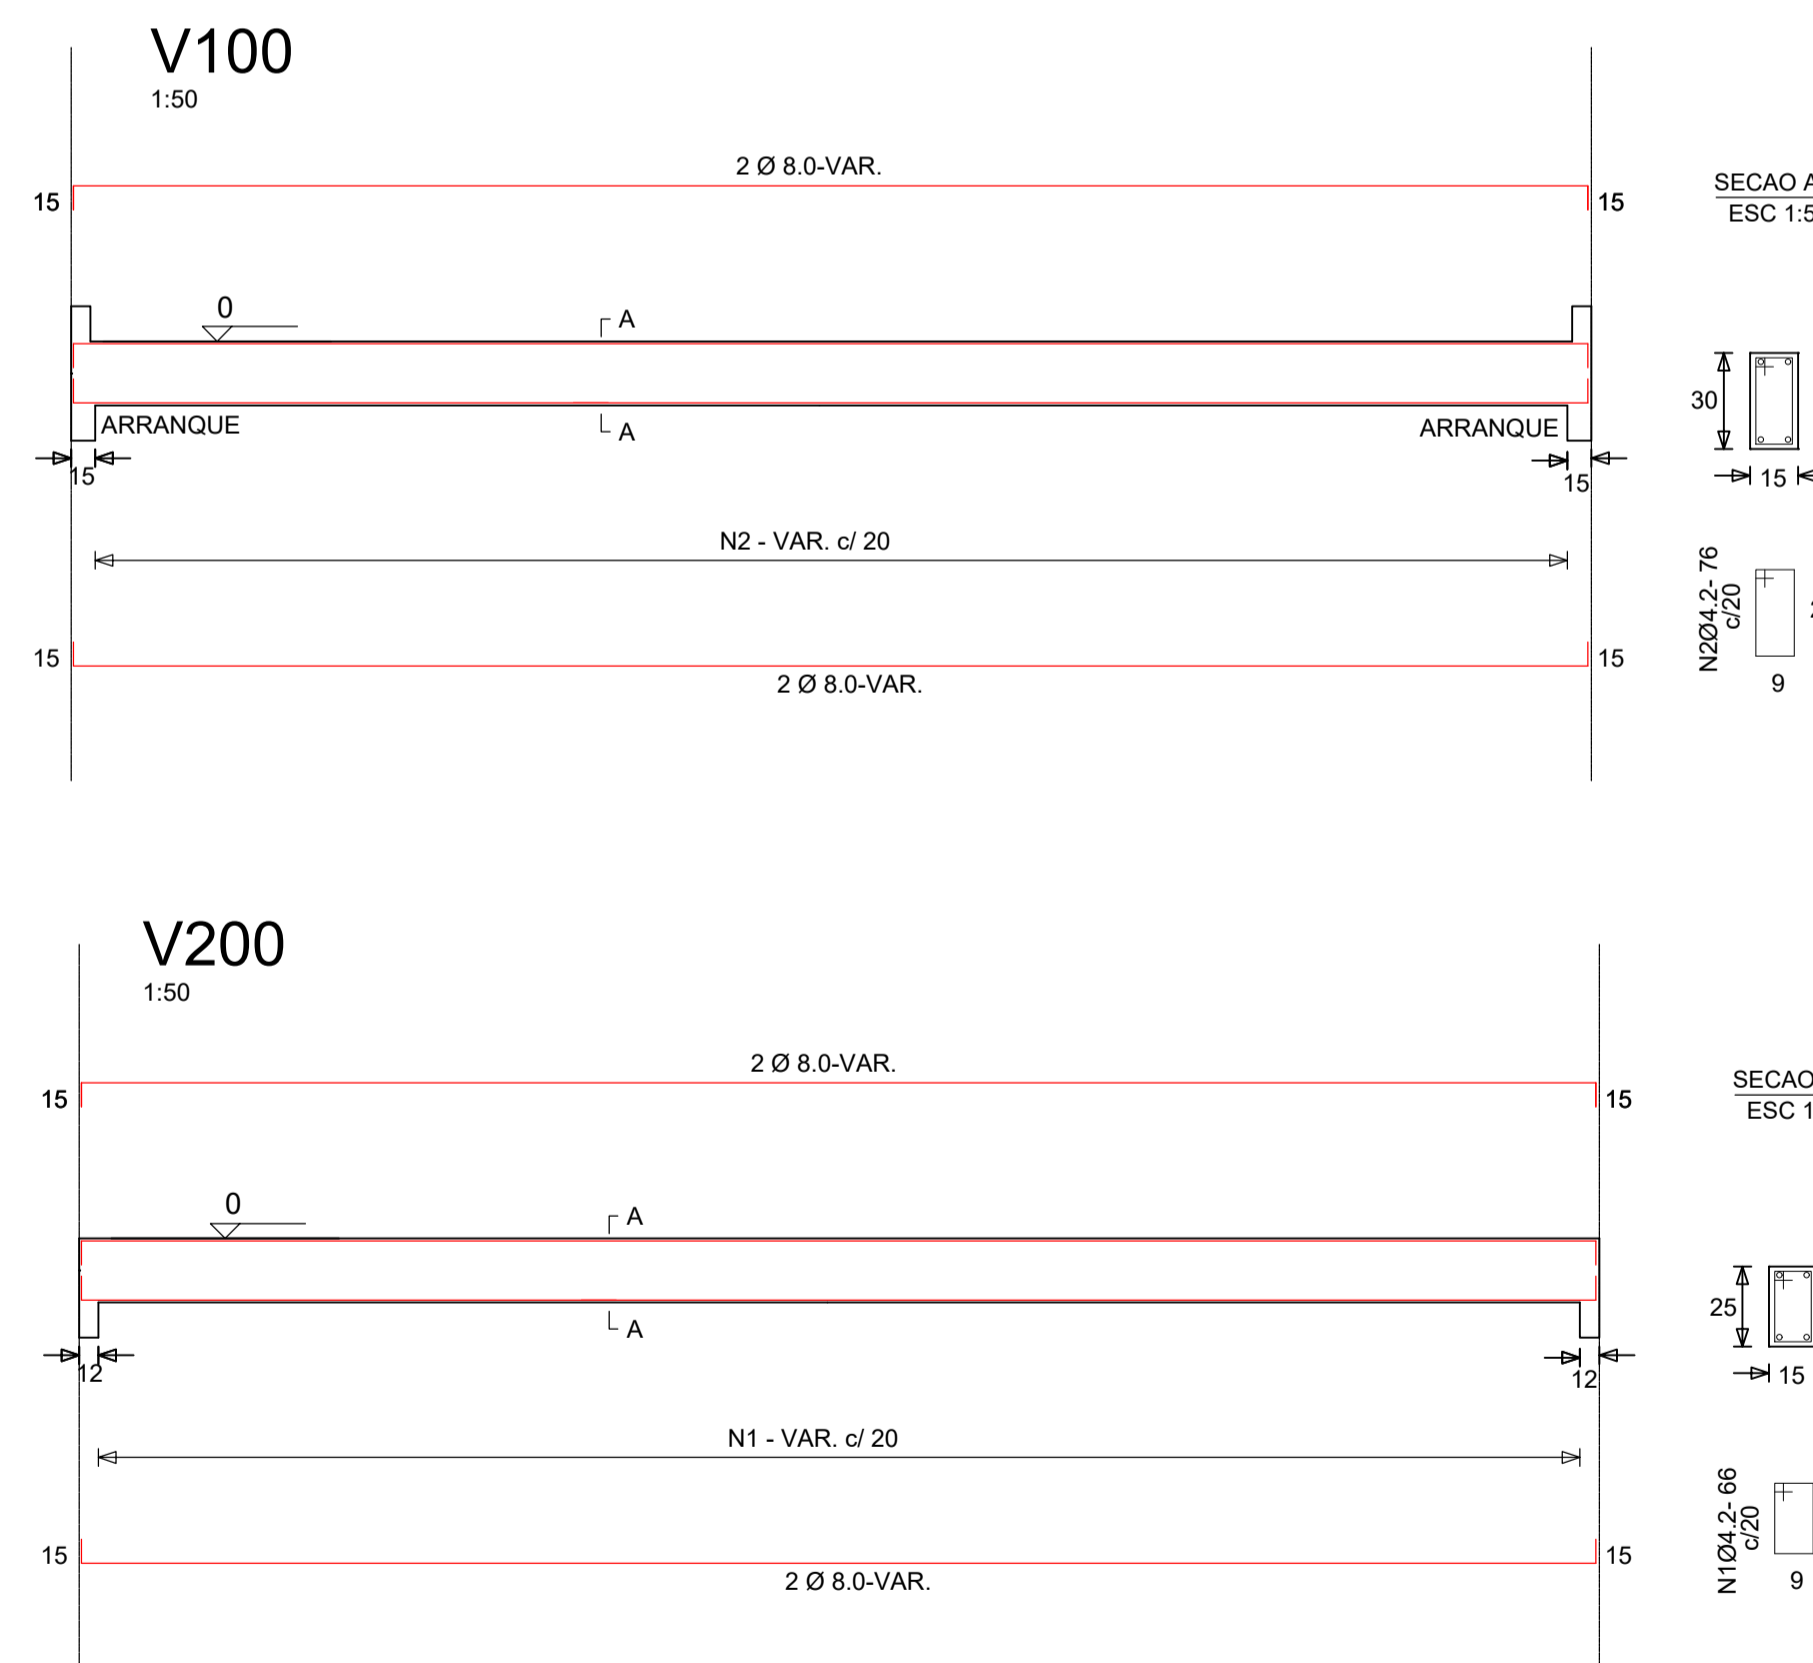 V100
1:50
2 Ø 8.0-VAR.
15
15
SECAO A
ESC 1:5
0
A
30
ARRANQUE
A
ARRANQUE
15
15
15
N2 - VAR. c/ 20
N2Ø4.2- 76
c/20
15
15
2 Ø 8.0-VAR.
9
V200
1:50
2 Ø 8.0-VAR.
15
15
SECAO
ESC 1
0
A
25
A
12
12
15
N1 - VAR. c/ 20
N1Ø4.2- 66
c/20
15
15
2 Ø 8.0-VAR.
9